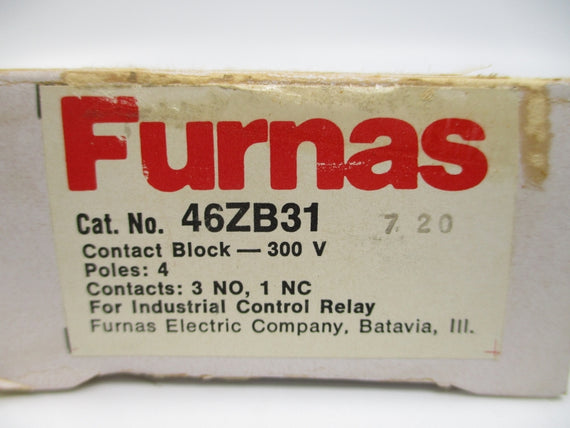 Furnas
Cat. No. 46ZB31 7 20
Contact Block — 300 V
Poles: 4
Contacts: 3 NO, 1 NC
For Industrial Control Relay
Furnas Electric Company, Batavia, Ill.